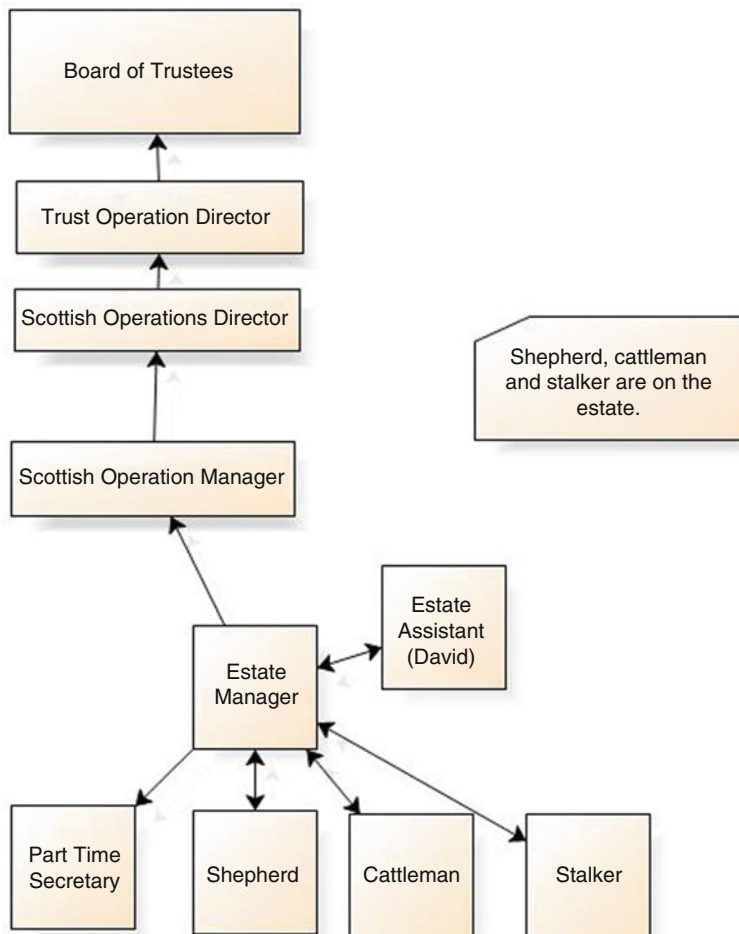 Board of Trustees
Trust Operation Director
Scottish Operations Director
Shepherd, cattleman
and stalker are on the
estate.
Scottish Operation Manager
Estate
Assistant
(David)
Estate
Manager
Part Time
Secretary
Shepherd
Cattleman
Stalker